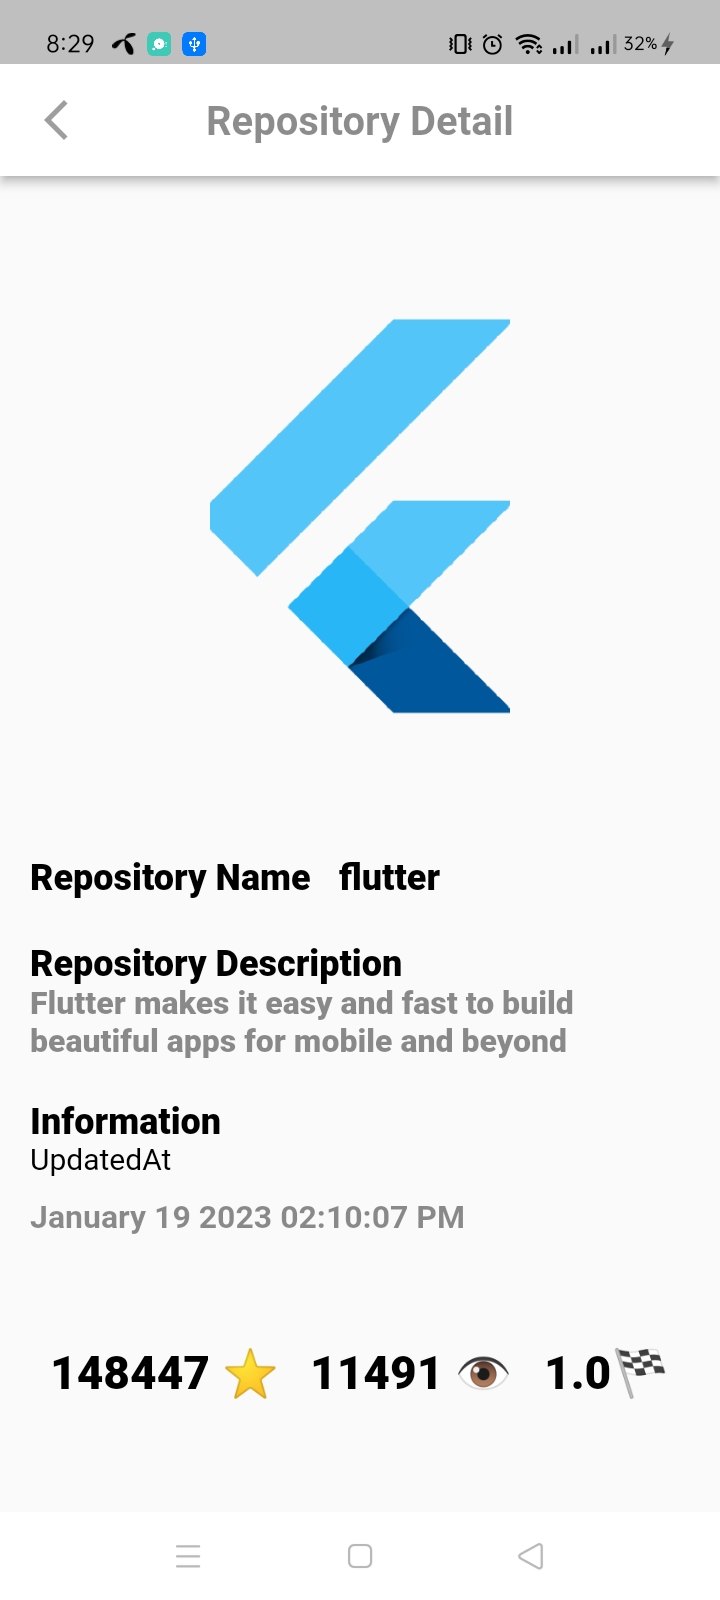 8:29 32%
Repository Detail
Repository Name flutter
Repository Description
Flutter makes it easy and fast to build
beautiful apps for mobile and beyond
Information
UpdatedAt
January 19 2023 02:10:07 PM
148447 11491 1.0